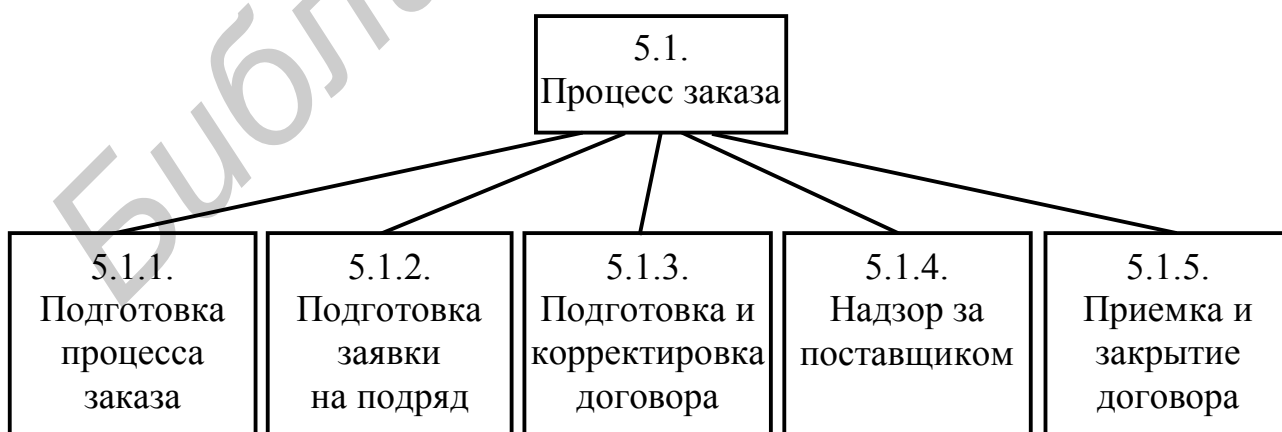 5.1.
Процесс заказа
5.1.1.
Подготовка
процесса
заказа
5.1.2.
Подготовка
заявки
на подряд
5.1.3.
Подготовка и
корректировка
договора
5.1.4.
Надзор за
поставщиком
5.1.5.
Приемка и
закрытие
договора